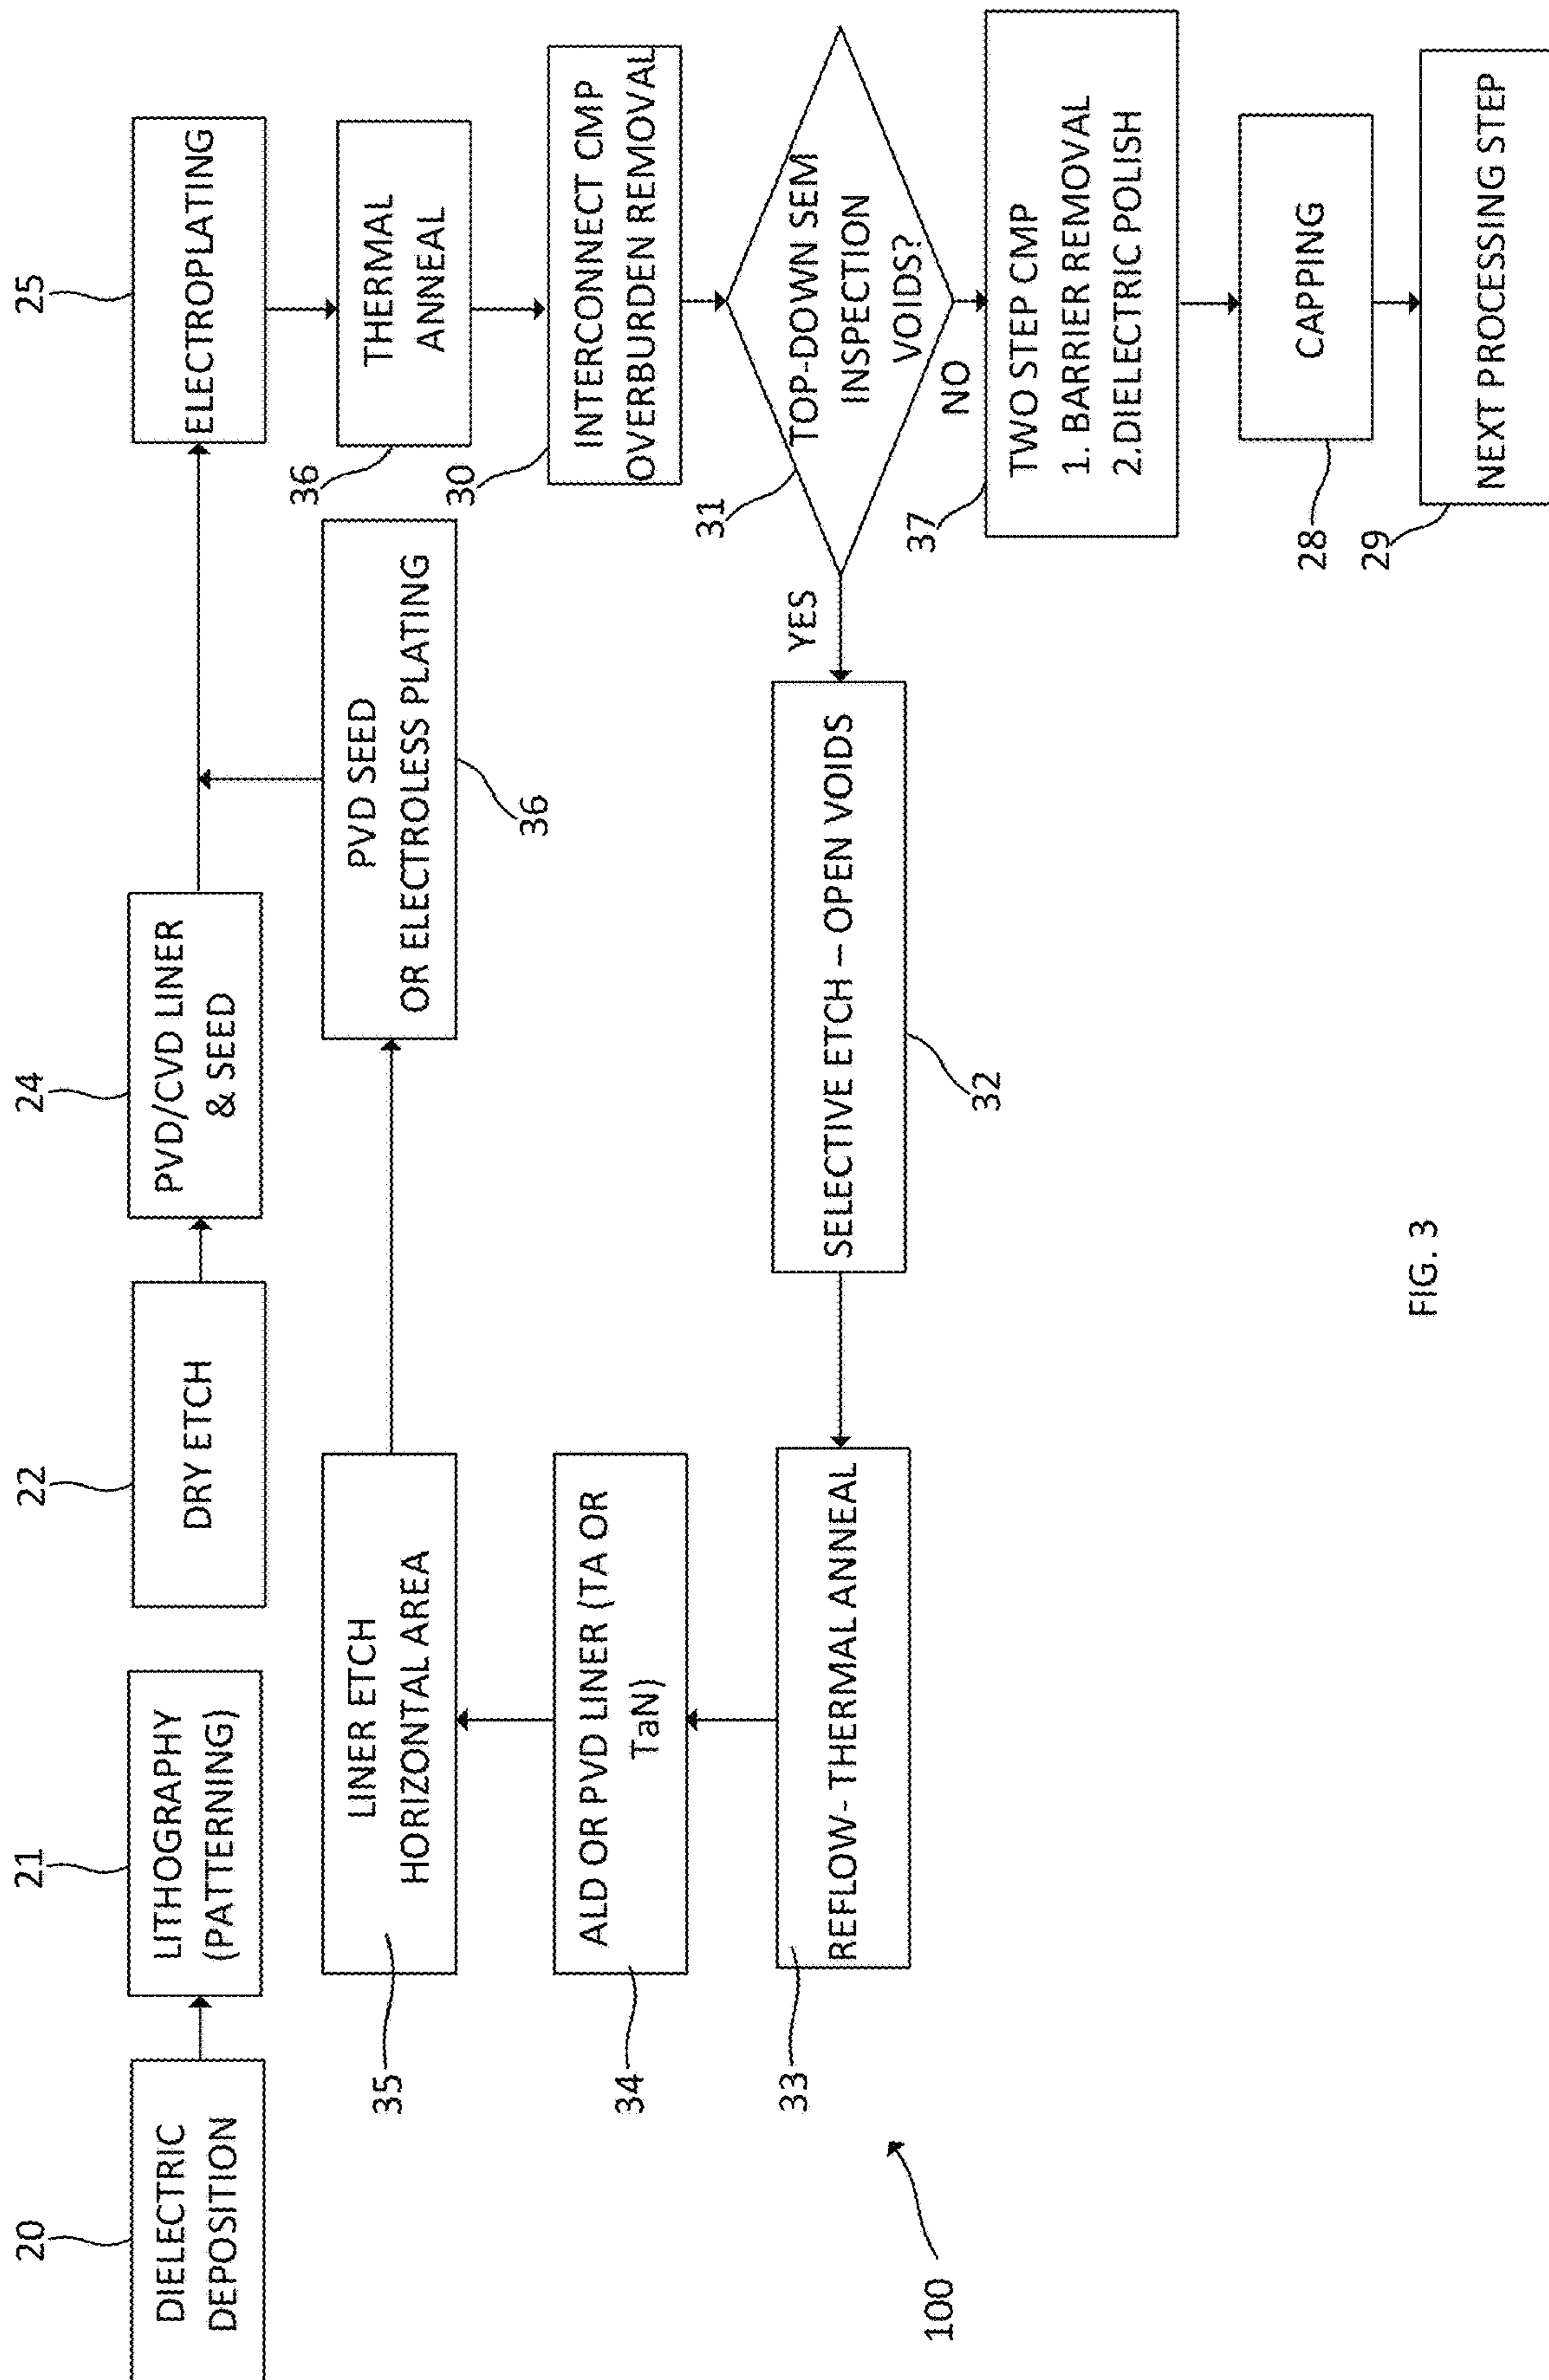 20
DIELECTRIC
DEPOSITION
21
LITHOGRAPHY
(PATTERNING)
22
DRY ETCH
24
PVD/CVD LINER
& SEED
25
ELECTROPLATING
THERMAL
ANNEAL
36
INTERCONNECT CMP
OVERBURDEN REMOVAL
30
TOP-DOWN SEM
INSPECTION
VOIDS?
31
YES
NO
SELECTIVE ETCH – OPEN VOIDS
32
REFLOW- THERMAL ANNEAL
33
ALD OR PVD LINER (TA OR
TaN)
34
LINER ETCH
HORIZONTAL AREA
35
PVD SEED
OR ELECTROLESS PLATING
36
TWO STEP CMP
1. BARRIER REMOVAL
2.DIELECTRIC POLISH
37
CAPPING
28
NEXT PROCESSING STEP
29
100
FIG. 3